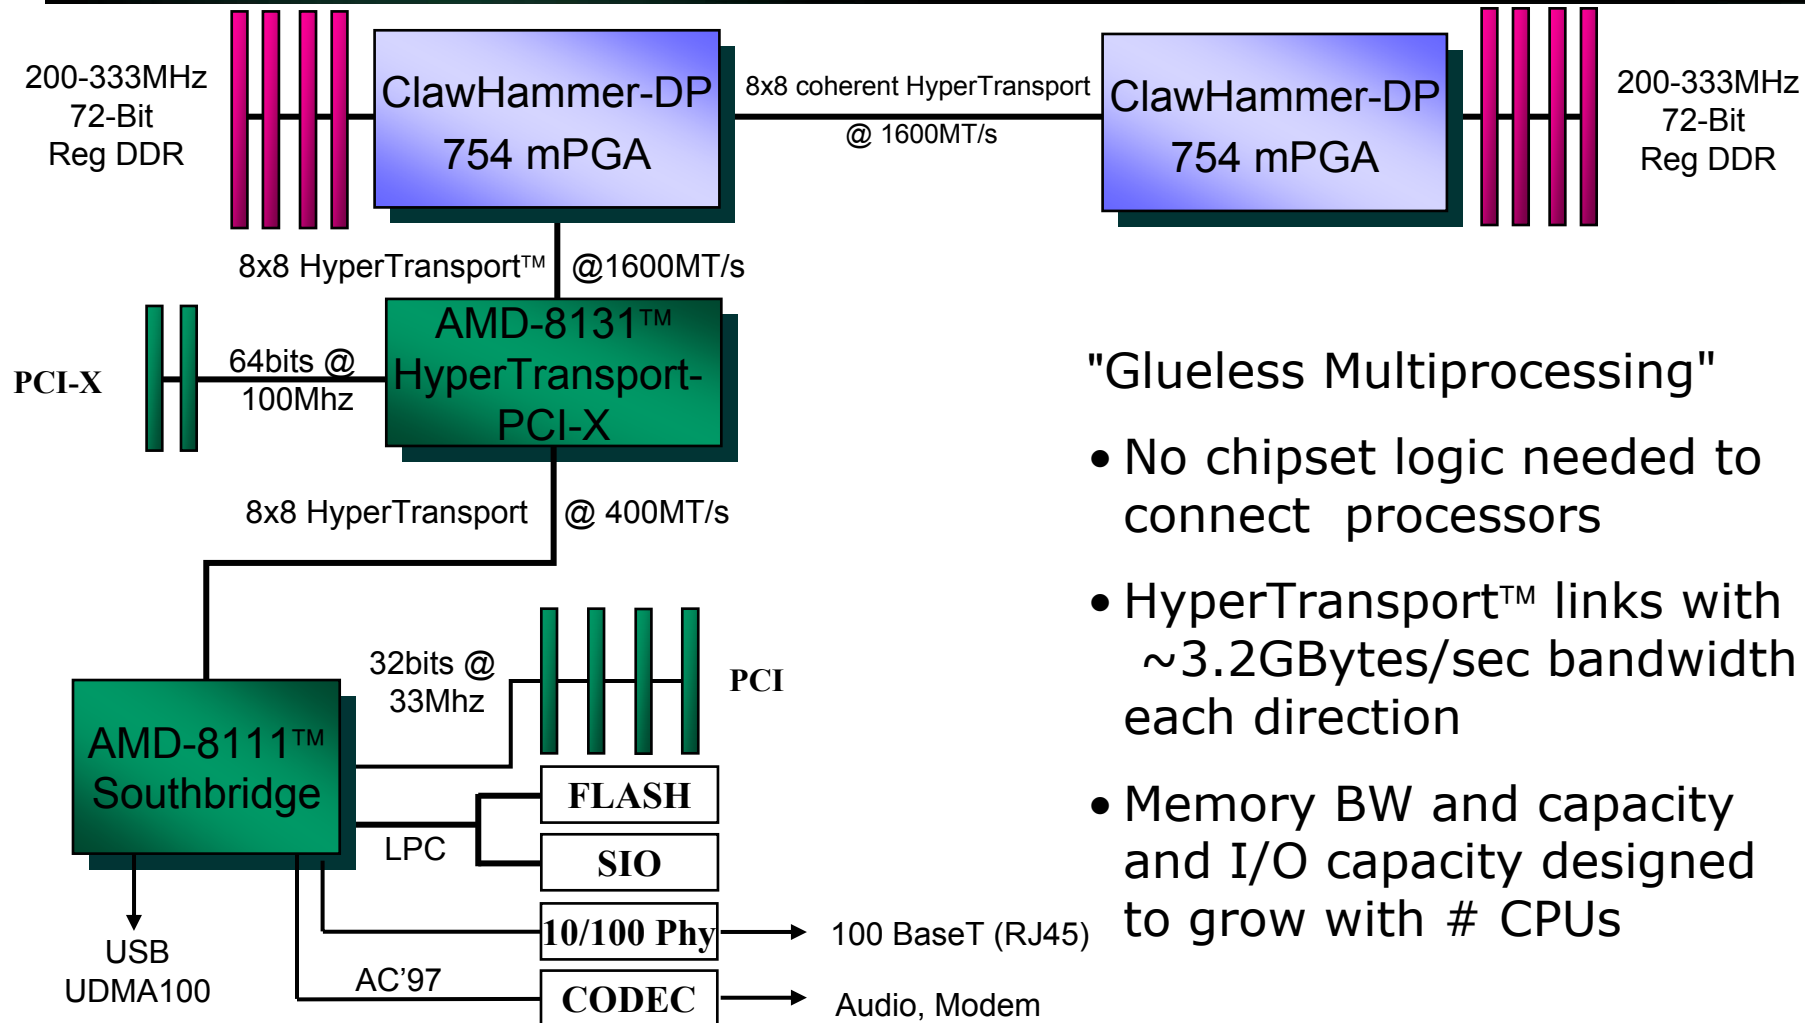 200-333MHz
72-Bit
Reg DDR
ClawHammer-DP
754 mPGA
8x8 coherent HyperTransport
@ 1600MT/s
ClawHammer-DP
754 mPGA
200-333MHz
72-Bit
Reg DDR
8x8 HyperTransport™ @1600MT/s
PCI-X
64bits @
100Mhz
AMD-8131™
HyperTransport-
PCI-X
8x8 HyperTransport @ 400MT/s
32bits @
33Mhz
PCI
AMD-8111™
Southbridge
LPC
FLASH
SIO
10/100 Phy
100 BaseT (RJ45)
USB
UDMA100
AC’97
CODEC
Audio, Modem
"Glueless Multiprocessing"
• No chipset logic needed to
connect processors
• HyperTransport™ links with
~3.2GBytes/sec bandwidth
each direction
• Memory BW and capacity
and I/O capacity designed
to grow with # CPUs